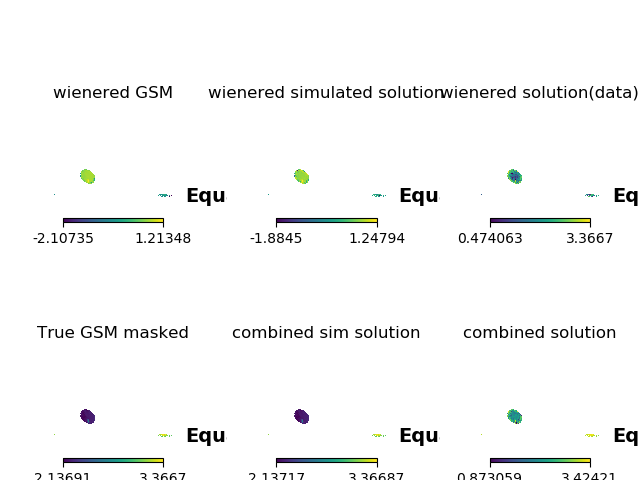 wienered GSM
wienered simulated solution
wienered solution(data)
Equ
Equ
Eq
-2.10735 1.21348
-1.8845 1.24794
0.474063 3.3667
True GSM masked
combined sim solution
combined solution
Equ
Equ
Eq
2.13691 3.3667
2.13717 3.36687
0.873059 3.42421